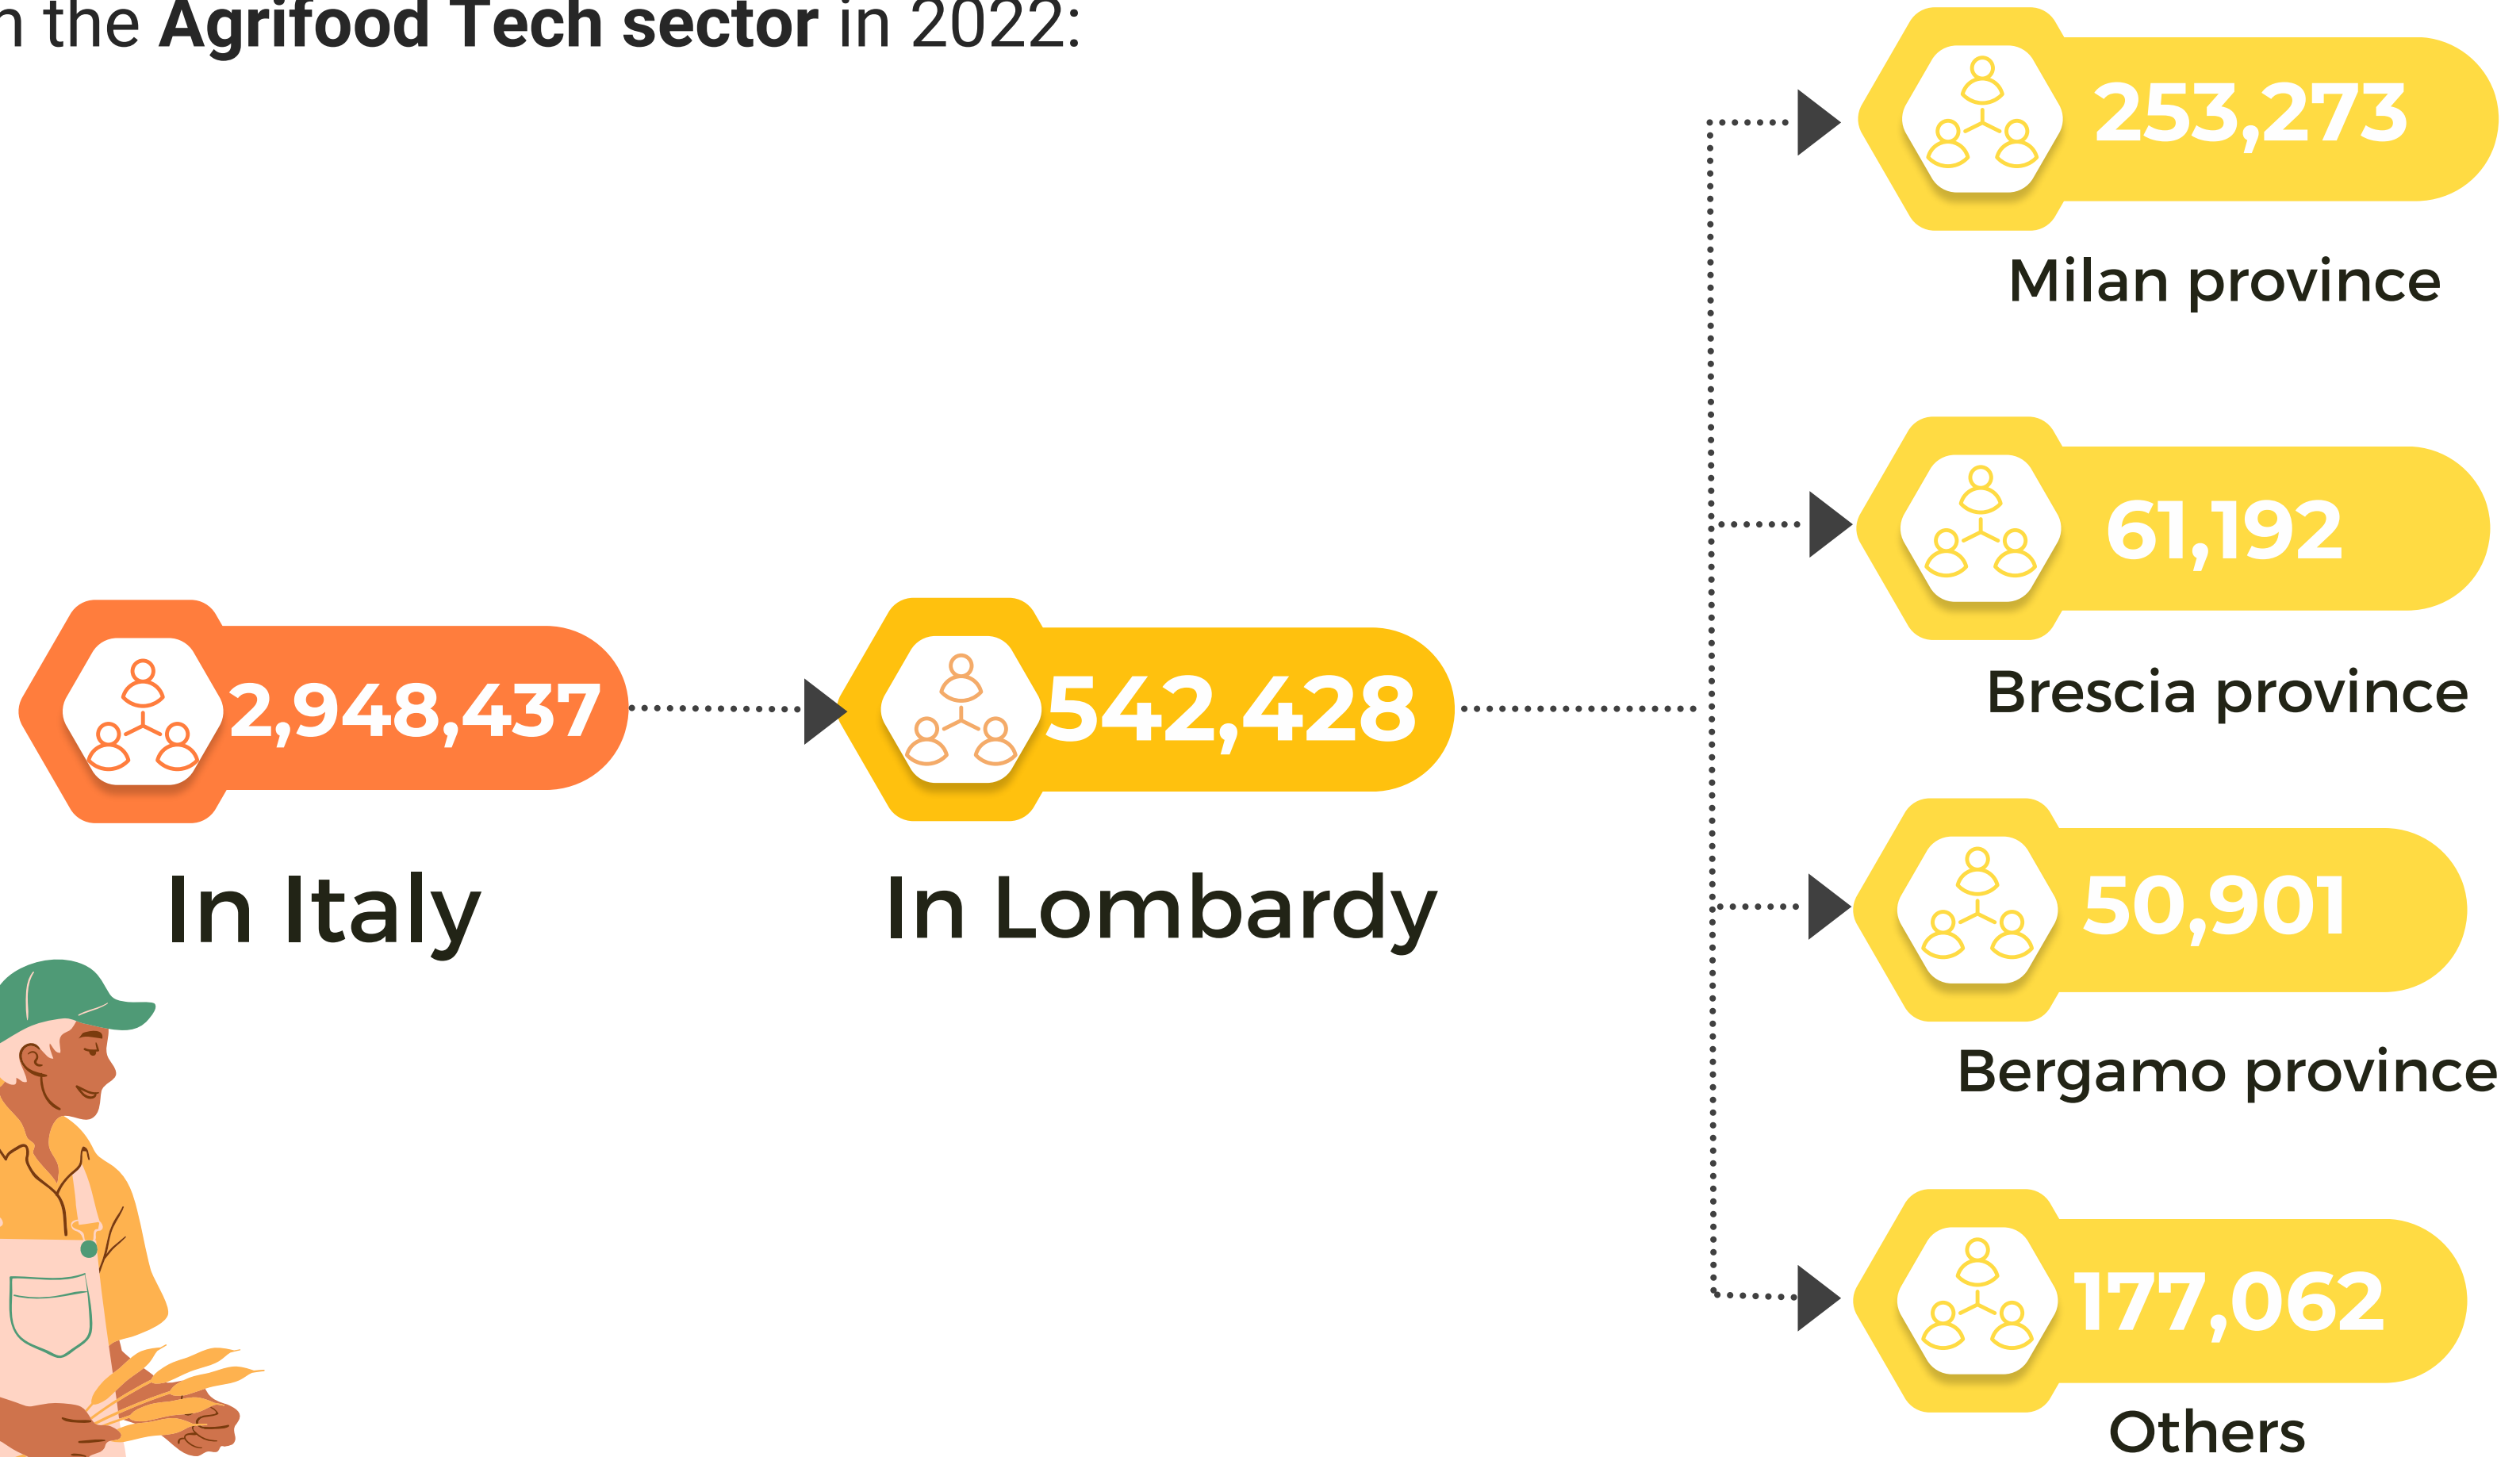 the Agrifood Tech sector in 2022:
253,273
Milan province
61,192
Brescia province
2,948,437
In Italy
542,428
In Lombardy
50,901
Bergamo province
177,062
Others